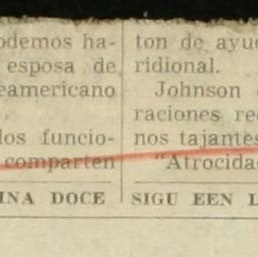 odemos ha-
esposa de
eamericano
los funcio-
comparten
INA DOCE
ton de ayu
ridional.
Johnson
raciones re
nos tajantes
"Atrocidad
SIGU EEN L